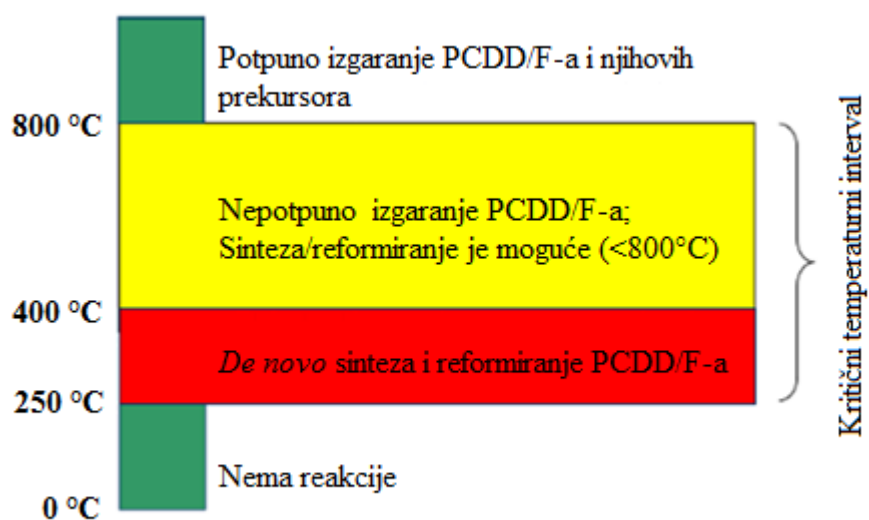 Potpuno izgaranje PCDD/F-a i njihovih
prekursora
800 °C
Nepotpuno izgaranje PCDD/F-a;
Sinteza/reformiranje je moguće (<800°C)
400 °C
De novo sinteza i reformiranje PCDD/F-a
250 °C
Nema reakcije
0 °C
Kritični temperaturni interval